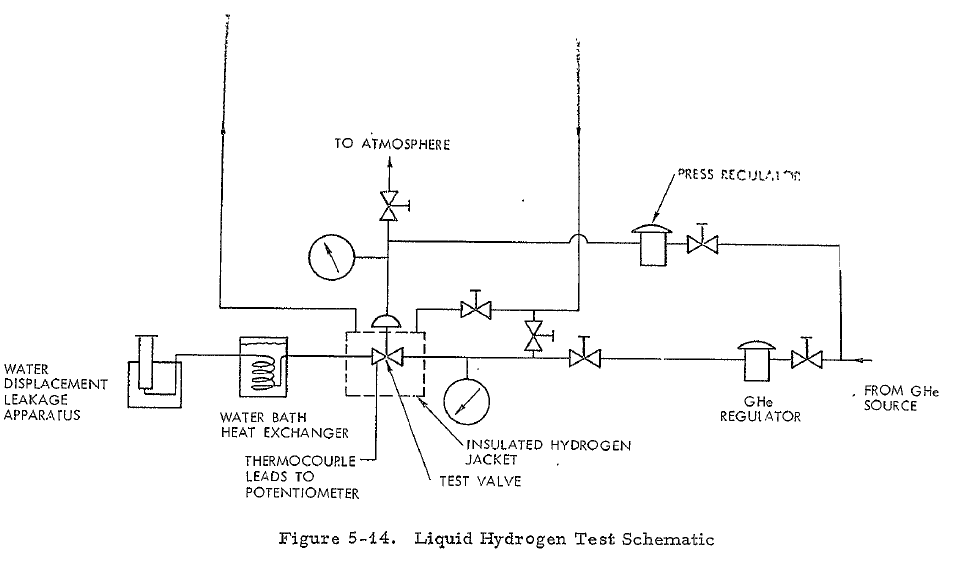 TO ATMOSPHERE
PRESS REGULATOR
WATER
DISPLACEMENT
LEAKAGE
APPARATUS
WATER BATH
HEAT EXCHANGER
THERMOCOUPLE
LEADS TO
POTENTIOMETER
INSULATED HYDROGEN
JACKET
TEST VALVE
GHe
REGULATOR
FROM GHe
SOURCE
Figure 5-14. Liquid Hydrogen Test Schematic